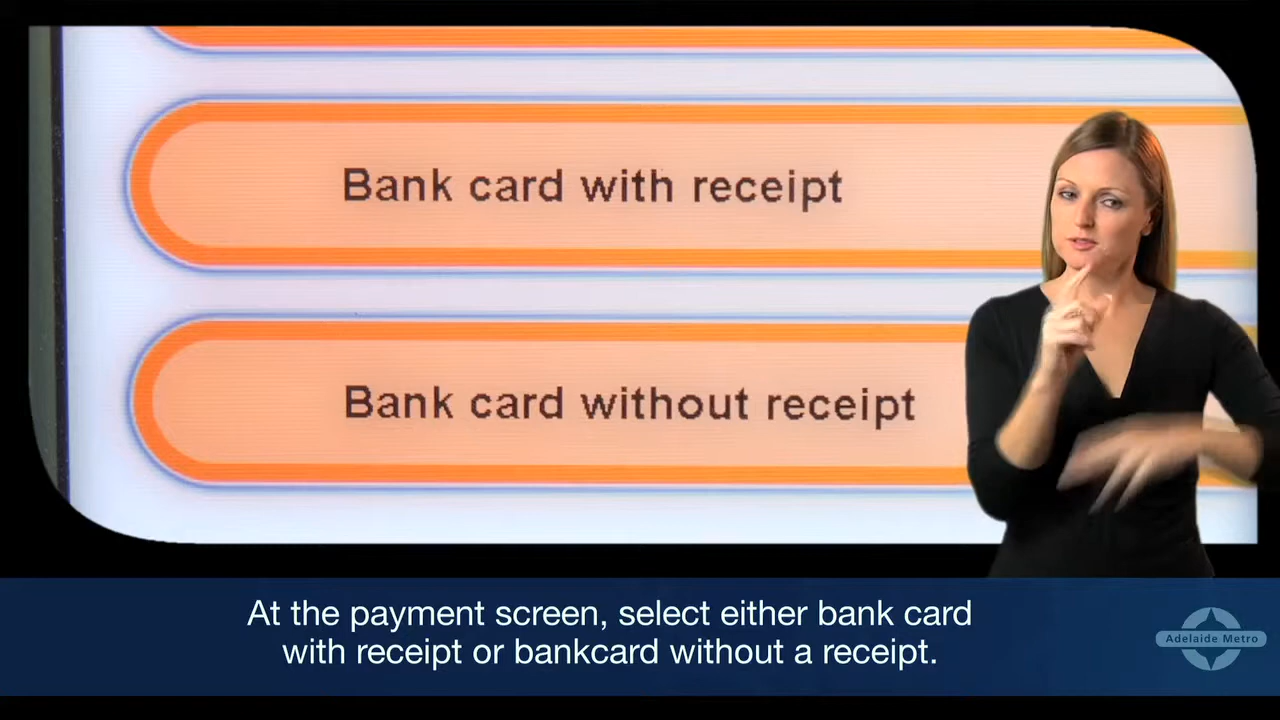 Bank card with receipt
Bank card without receipt
At the payment screen, select either bank card
with receipt or bankcard without a receipt.
Adelaide Metro